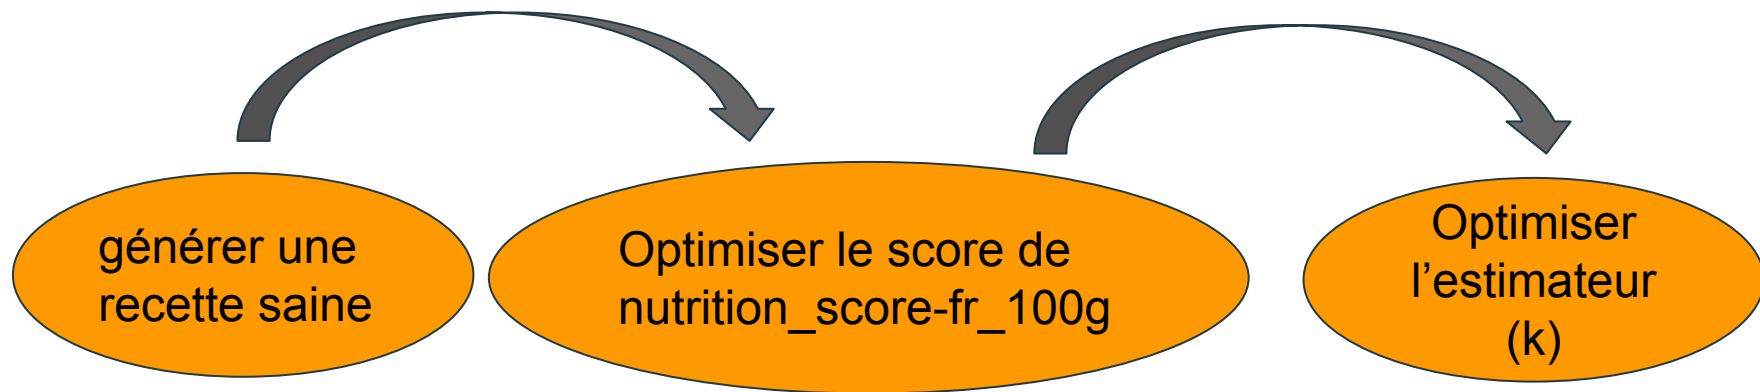 générer une
recette saine
Optimiser le score de
nutrition_score-fr_100g
Optimiser
l’estimateur
(k)